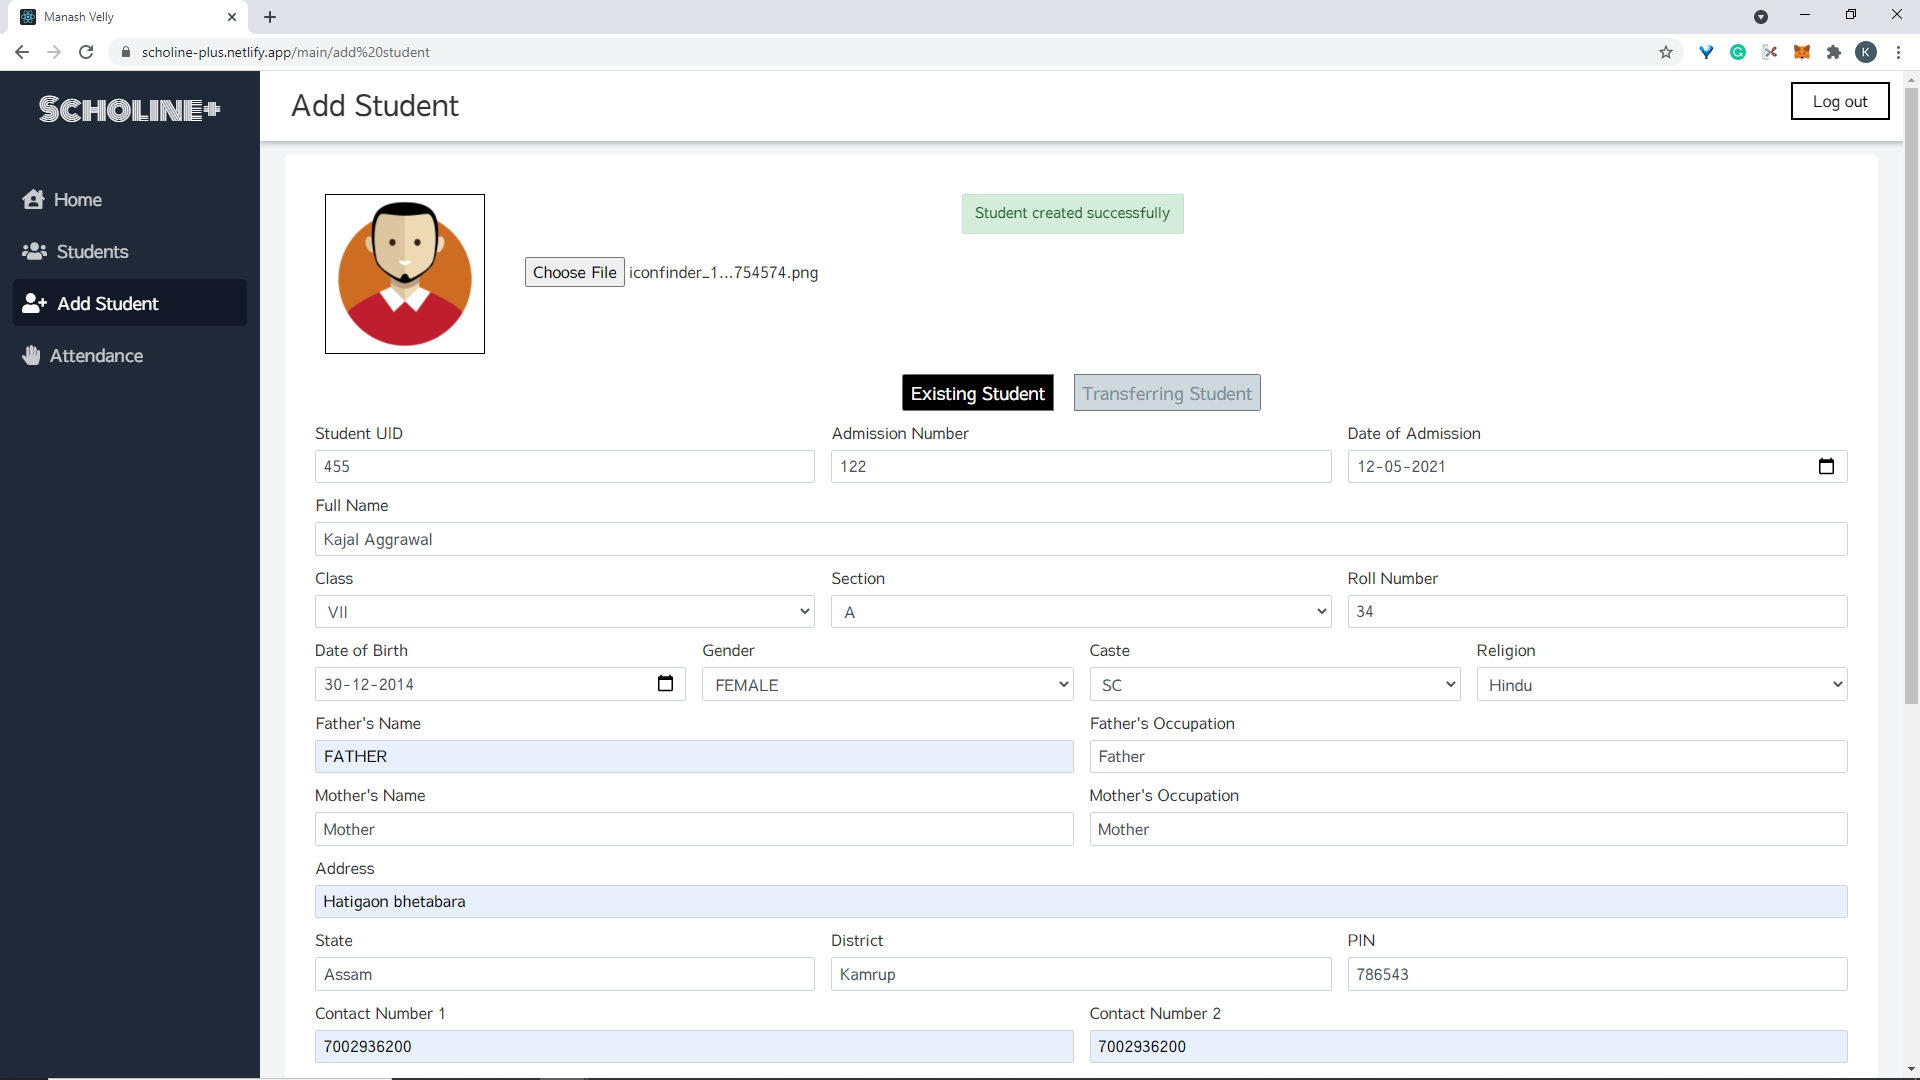 Manash Velly
scholine-plus.netlify.app/main/add%20student
K
SCHOLINE+
Add Student
Log out
Home
Students
Add Student
Attendance
Student created successfully
Choose File iconfinder_1...754574.png
Existing Student Transferring Student
Student UID Admission Number Date of Admission
455 122 12-05-2021
Full Name
Kajal Aggrawal
Class Section Roll Number
VII A 34
Date of Birth Gender Caste Religion
30-12-2014 FEMALE SC Hindu
Father's Name Father's Occupation
FATHER Father
Mother's Name Mother's Occupation
Mother Mother
Address
Hatigaon bhetabara
State District PIN
Assam Kamrup 786543
Contact Number 1 Contact Number 2
7002936200 7002936200